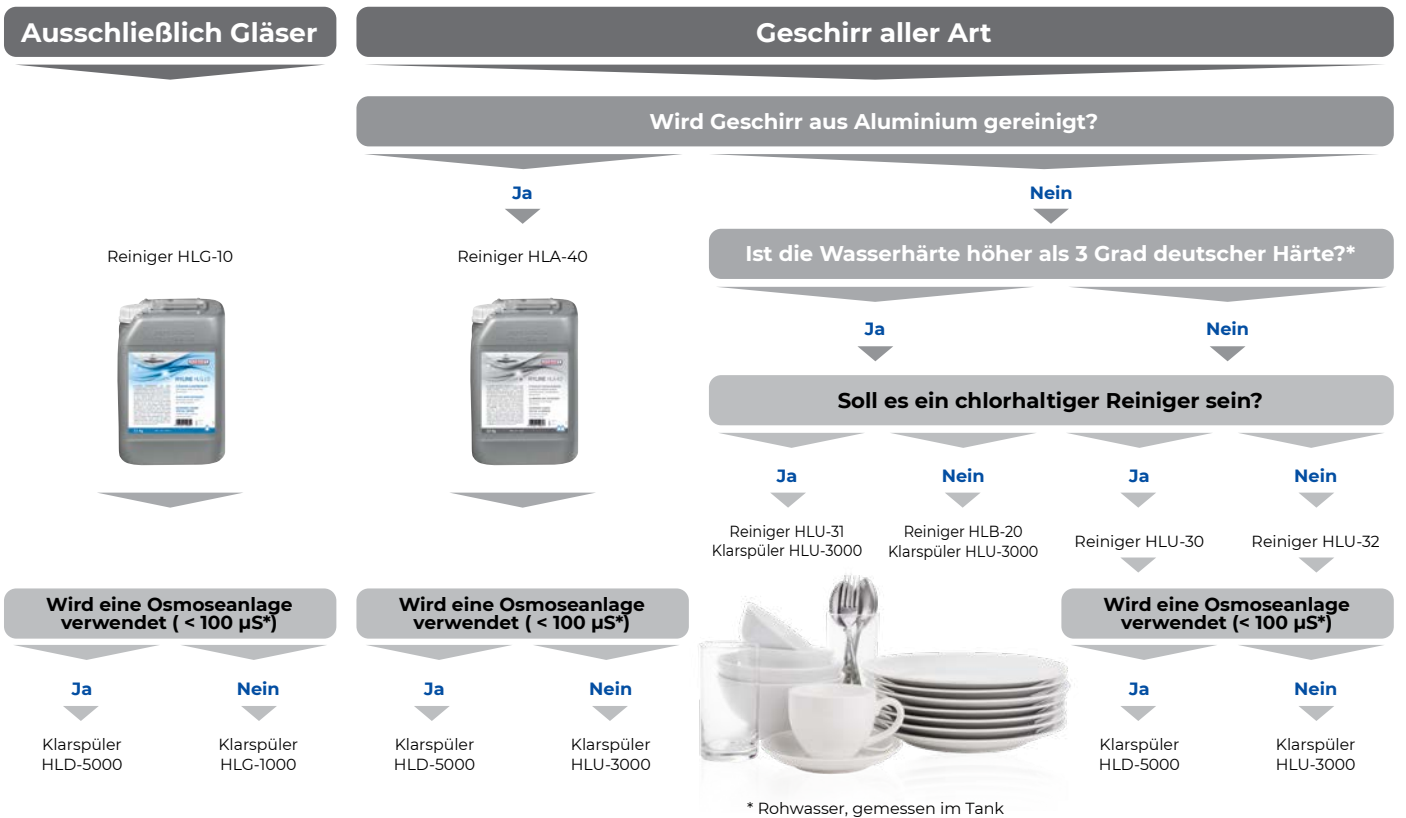 Ausschließlich Gläser
Geschirr aller Art
Wird Geschirr aus Aluminium gereinigt?
Ja
Nein
Reiniger HLG-10
Reiniger HLA-40
Ist die Wasserhärte höher als 3 Grad deutscher Härte?*
Ja
Nein
Soll es ein chlorhaltiger Reiniger sein?
Ja
Nein
Ja
Nein
Reiniger HLU-31
Klarspüler HLU-3000
Reiniger HLB-20
Klarspüler HLU-3000
Reiniger HLU-30
Reiniger HLU-32
Wird eine Osmoseanlage
verwendet ( < 100 µS*)
Wird eine Osmoseanlage
verwendet ( < 100 µS*)
Wird eine Osmoseanlage
verwendet (< 100 µS*)
Ja
Nein
Ja
Nein
Ja
Nein
Klarspüler
HLD-5000
Klarspüler
HLG-1000
Klarspüler
HLD-5000
Klarspüler
HLU-3000
Klarspüler
HLD-5000
Klarspüler
HLU-3000
* Rohwasser, gemessen im Tank